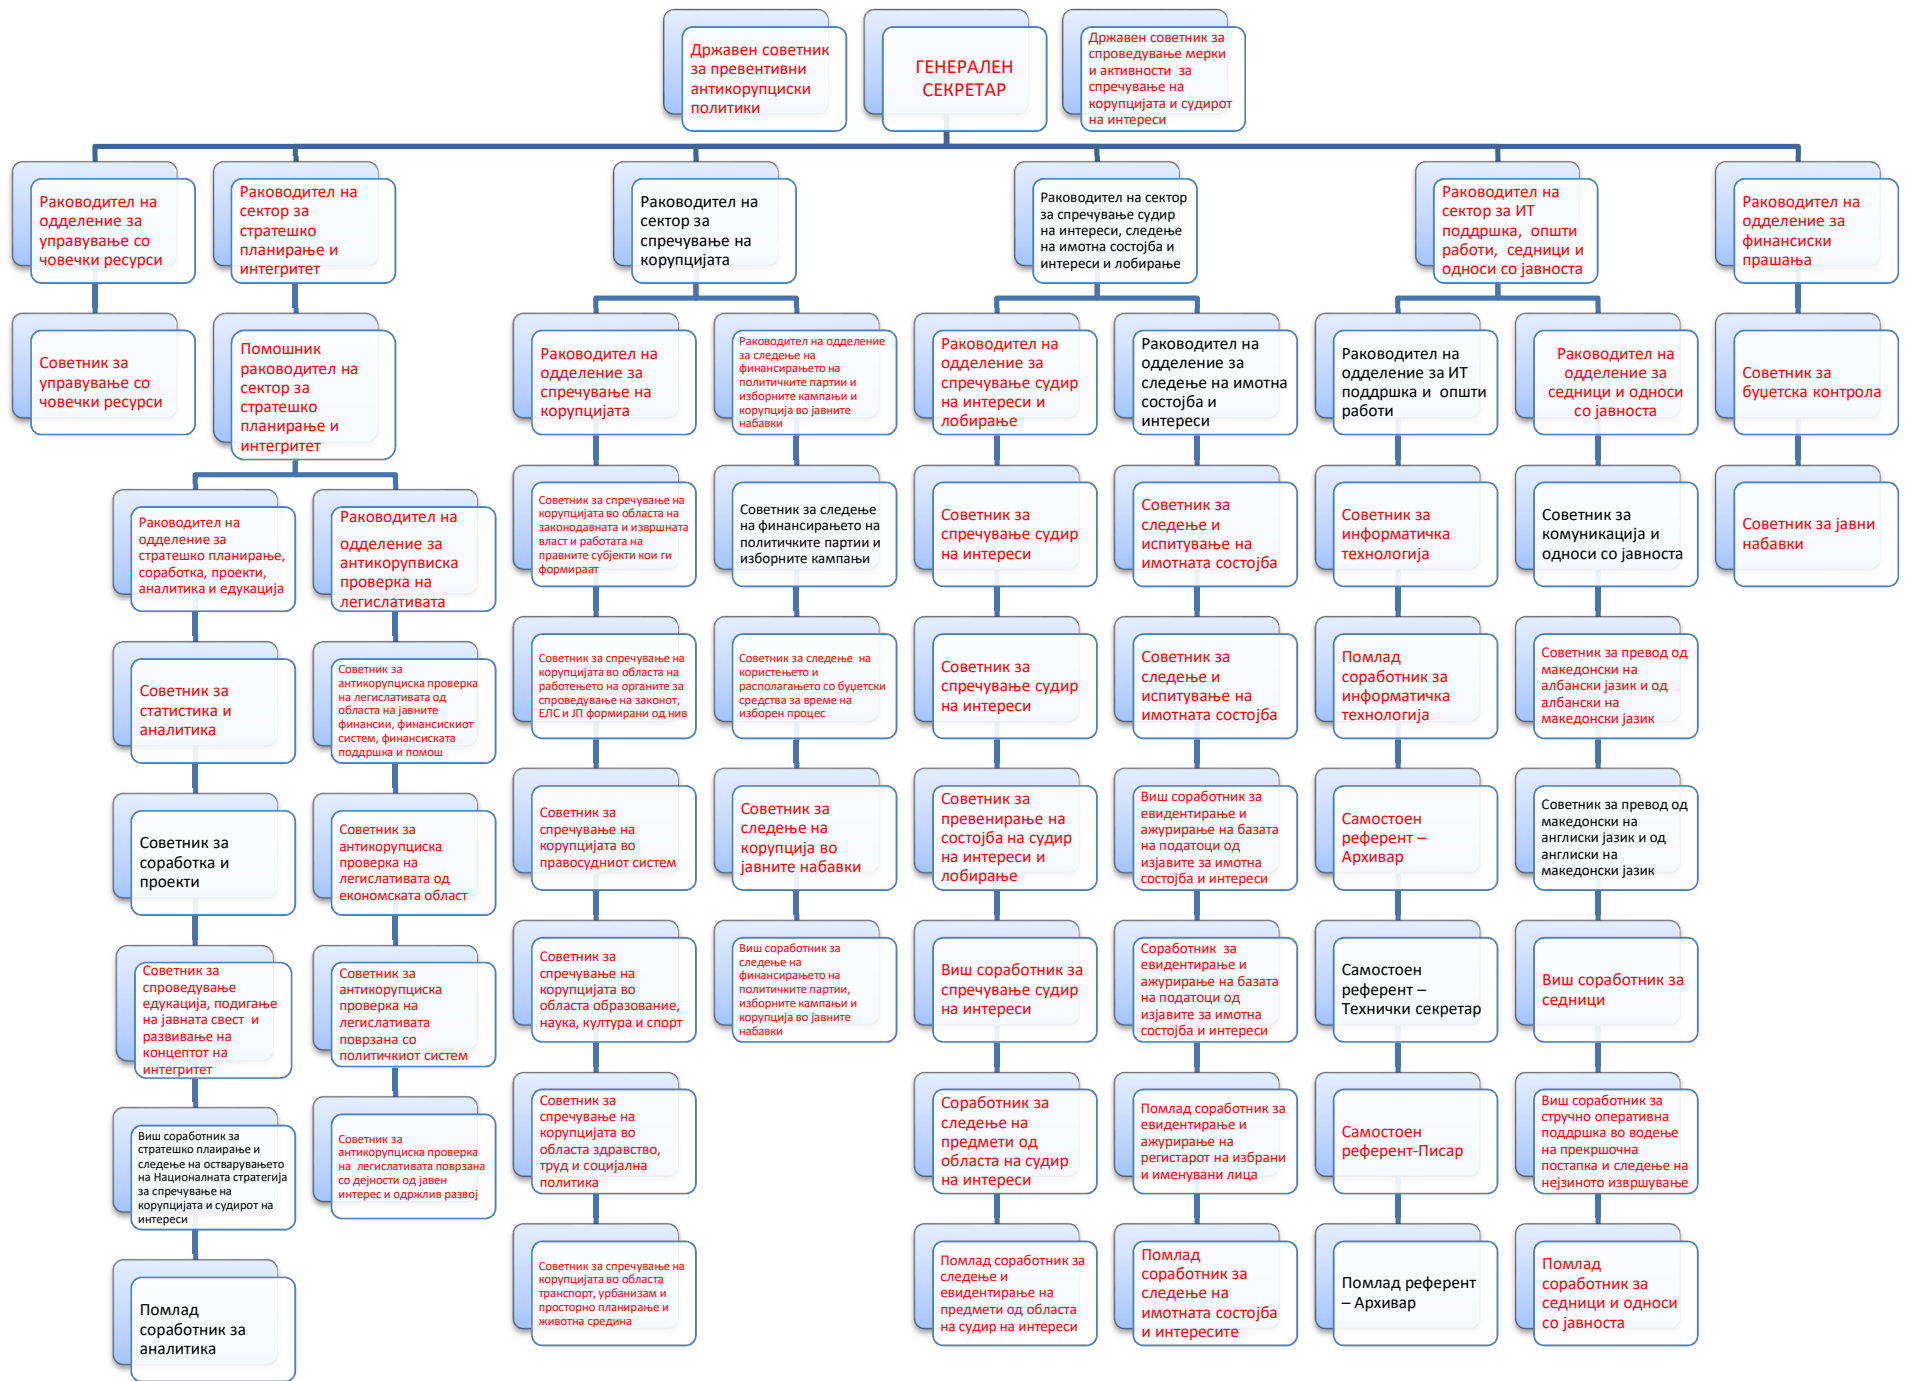 Државен советник
за превентивни
антикорупциски
политики
ГЕНЕРАЛЕН
СЕКРЕТАР
Државен советник за
спроведување мерки
и активности за
спречување на
корупцијата и судирот
на интереси
Раководител на
одделение за
управување со
човечки ресурси
Раководител на
сектор за
стратешко
планирање и
интегритет
Раководител на
сектор за
спречување на
корупцијата
Раководител на сектор
за спречување судир
на интереси, следење
на имотна состојба и
интереси и лобирање
Раководител на
сектор за ИТ
поддршка, општи
работи, седници и
односи со јавноста
Раководител на
одделение за
финансиски
прашања
Советник за
управување со
човечки ресурси
Помошник
раководител на
сектор за
стратешко
планирање и
интегритет
Раководител на
одделение за
спречување на
корупцијата
Раководител на одделение
за следење на
финансирањето на
политичките партии и
изборните кампањи и
корупција во јавните
набавки
Раководител на
одделение за
спречување судир
на интереси и
лобирање
Раководител на
одделение за
следење на имотна
состојба и
интереси
Раководител на
одделение за ИТ
поддршка и општи
работи
Раководител на
одделение за
седници и односи
со јавноста
Советник за
буџетска контрола
Раководител на
одделение за
стратешко планирање,
соработка, проекти,
аналитика и едукација
Раководител на
одделение за
антикорупвиска
проверка на
легислативата
Советник за спречување на
корупцијата во областа на
законодавната и извршната
власт и работата на
правните субјекти кои ги
формираат
Советник за следење
на финансирањето на
политичките партии и
изборните кампањи
Советник за
спречување судир
на интереси
Советник за
следење и
испитување на
имотната состојба
Советник за
информатичка
технологија
Советник за
комуникација и
односи со јавноста
Советник за јавни
набавки
Советник за
статистика и
аналитика
Советник за
антикорупциска проверка
на легислативата од
областа на јавните
финансии, финансискиот
систем, финансиската
поддршка и помош
Советник за спречување на
корупцијата во областа на
работењето на органите за
спроведување на законот,
ЕЛС и ЈП формирани од нив
Советник за следење на
користењето и
располагањето со буџетски
средства за време на
изборен процес
Советник за
спречување судир
на интереси
Советник за
следење и
испитување на
имотната состојба
Помлад
соработник за
информатичка
технологија
Советник за превод од
македонски на
албански јазик и од
албански на
македонски јазик
Советник за
соработка и
проекти
Советник за
антикорупциска
проверка на
легислативата од
економската област
Советник за
спречување на
корупцијата во
правосудниот систем
Советник за
следење на
корупција во
јавните набавки
Советник за
превенирање на
состојба на судир
на интереси и
лобирање
Виш соработник за
евидентирање и
ажурирање на базата
на податоци од
изјавите за имотна
состојба и интереси
Самостоен
референт –
Архивар
Советник за превод од
македонски на
англиски јазик и од
англиски на
македонски јазик
Советник за
спроведување
едукација, подигање
на јавната свест и
развивање на
концептот на
интегритет
Советник за
антикорупциска
проверка на
легислативата
поврзана со
политичкиот систем
Советник за
спречување на
корупцијата во
областа образование,
наука, култура и спорт
Виш соработник за
следење на
финансирањето на
политичките партии,
изборните кампањи и
корупција во јавните
набавки
Виш соработник за
спречување судир
на интереси
Соработник за
евидентирање и
ажурирање на базата
на податоци од
изјавите за имотна
состојба и интереси
Самостоен
референт –
Технички секретар
Виш соработник за
седници
Виш соработник за
стратешко плаирање и
следење на остварувањето
на Националната стратегија
за спречување на
корупцијата и судирот на
интереси
Советник за
антикорупциска проверка
на легислативата поврзана
со дејности од јавен
интерес и одржлив развој
Советник за
спречување на
корупцијата во
областа здравство,
труд и социјална
политика
Соработник за
следење на
предмети од
областа на судир
на интереси
Помлад соработник за
евидентирање и
ажурирање на
регистарот на избрани
и именувани лица
Самостоен
референт-Писар
Виш соработник за
стручно оперативна
поддршка во водење
на прекршочна
постапка и следење на
нејзиното извршување
Помлад
соработник за
аналитика
Советник за спречување на
корупцијата во областа
транспорт, урбанизам и
просторно планирање и
животна средина
Помлад соработник за
следење и
евидентирање на
предмети од областа
на судир на интереси
Помлад
соработник за
следење на
имотната состојба
и интересите
Помлад референт
– Архивар
Помлад
соработник за
седници и односи
со јавноста